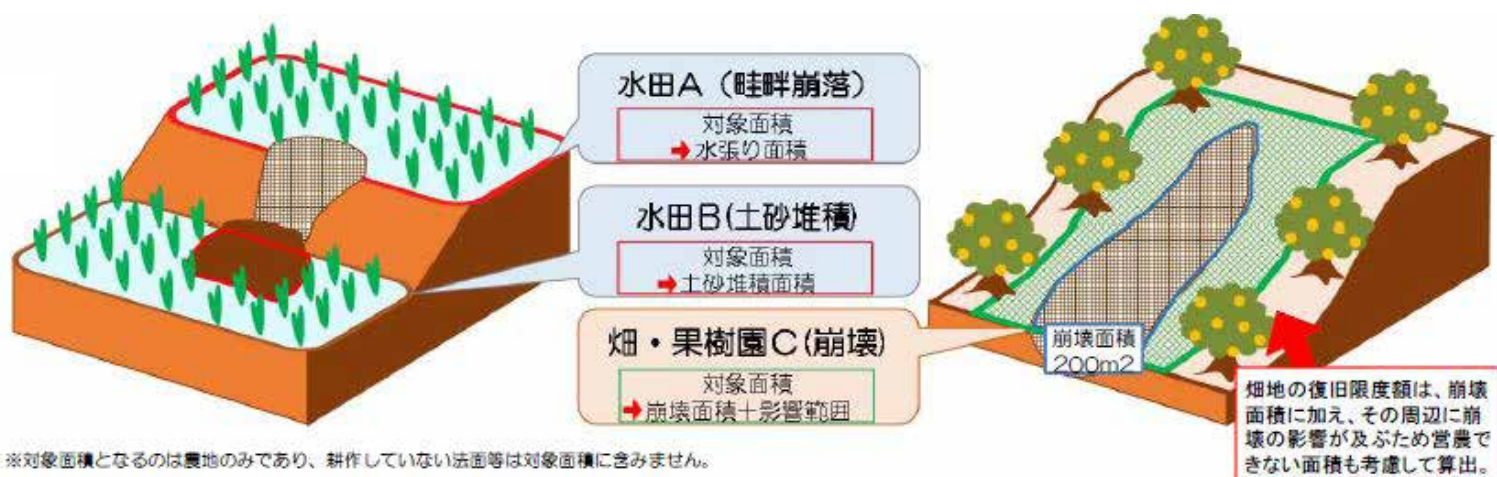 水田A（畦畔崩落）
対象面積
➡水張り面積
水田B(土砂堆積)
対象面積
➡土砂堆積面積
畑・果樹園C(崩壊)
対象面積
➡崩壊面積＋影響範囲
崩壊面積
200m2
畑地の復旧限度額は、崩壊
面積に加え、その周辺に崩
壊の影響が及ぶため営農で
きない面積も考慮して算出。
※対象面積となるのは農地のみであり、耕作していない法面等は対象面積に含みません。